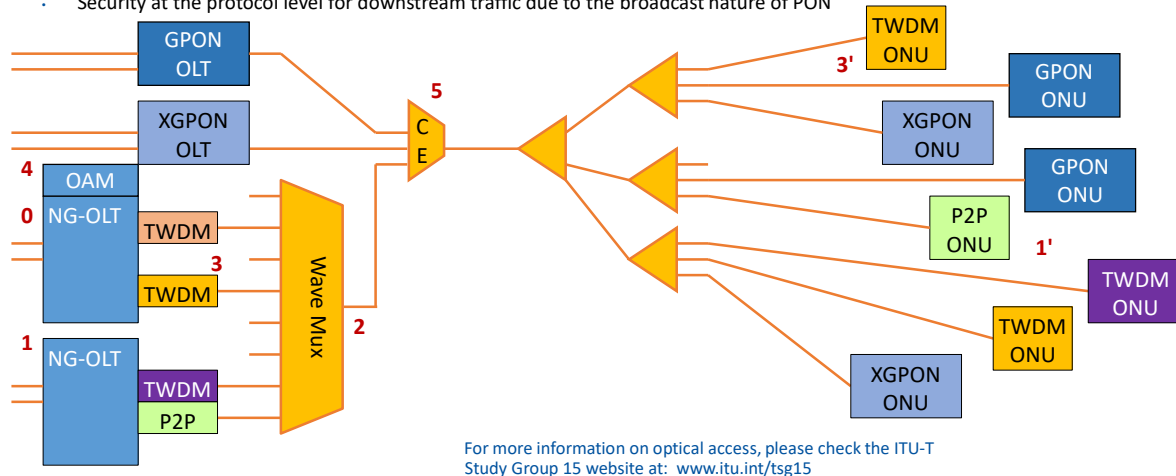 · Security at the protocol level for downstream traffic due to the broadcast nature of PON
GPON
OLT
XGPON
OLT
4
OAM
0
NG-OLT
TWDM
3
TWDM
1
NG-OLT
TWDM
P2P
Wave Mux
2
5
C
E
3'
TWDM
ONU
GPON
ONU
XGPON
ONU
GPON
ONU
P2P
ONU
1'
TWDM
ONU
TWDM
ONU
XGPON
ONU
For more information on optical access, please check the ITU-T
Study Group 15 website at: www.itu.int/tsg15